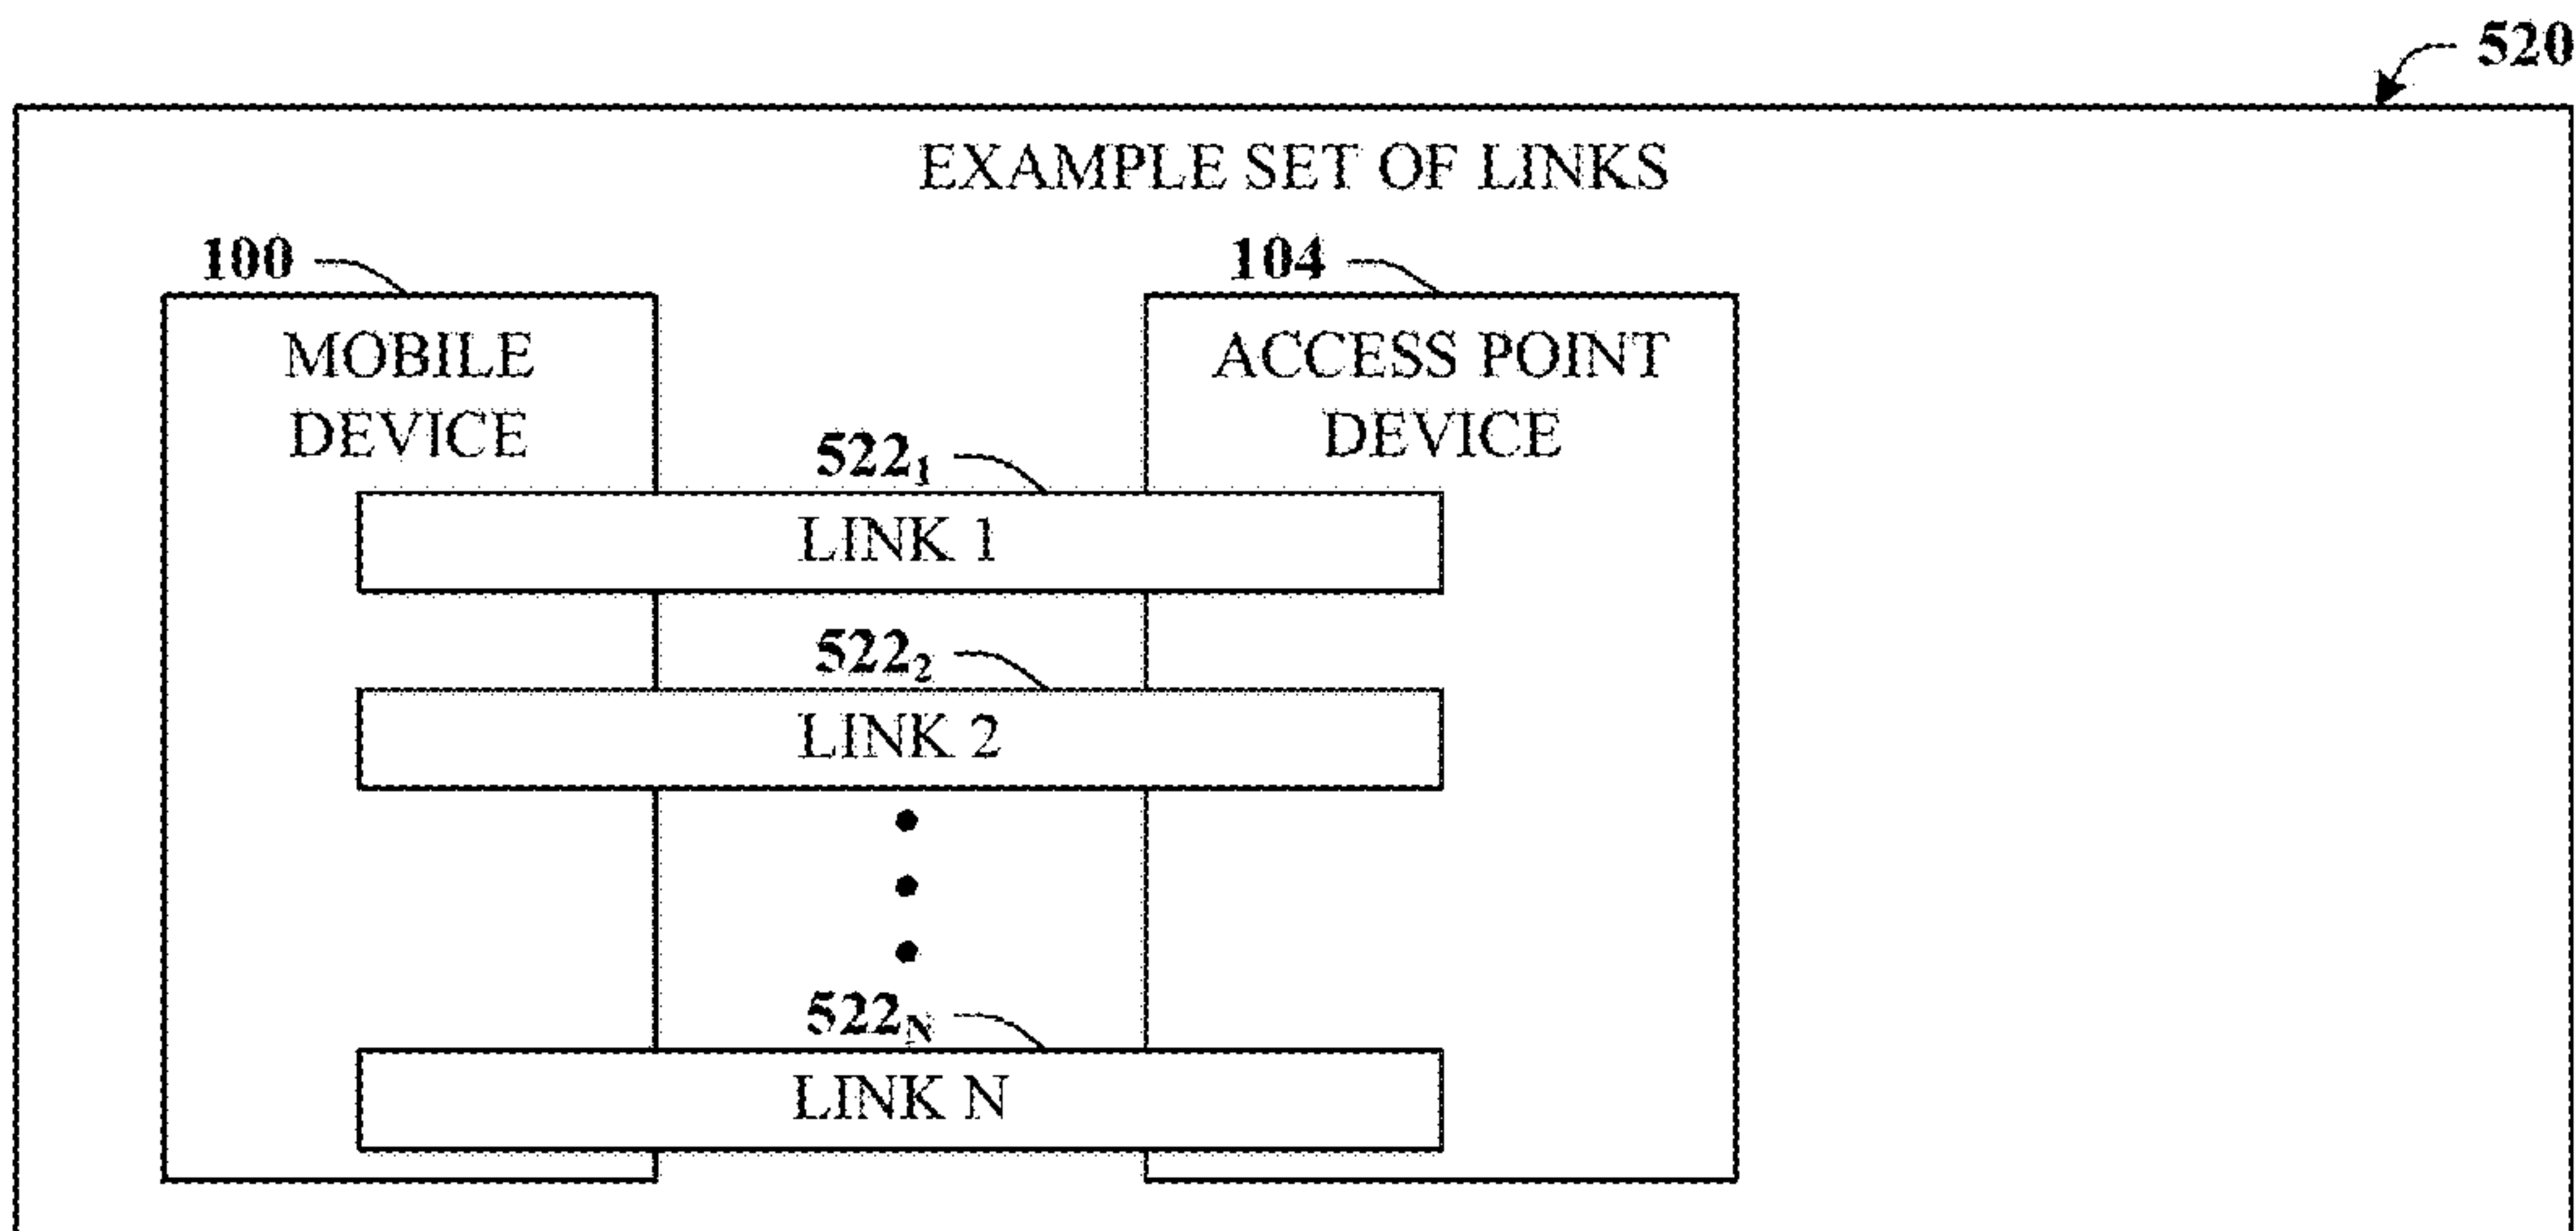 520
EXAMPLE SET OF LINKS
100
104
MOBILE
DEVICE
ACCESS POINT
DEVICE
522₁
LINK 1
522₂
LINK 2
522_N
LINK N